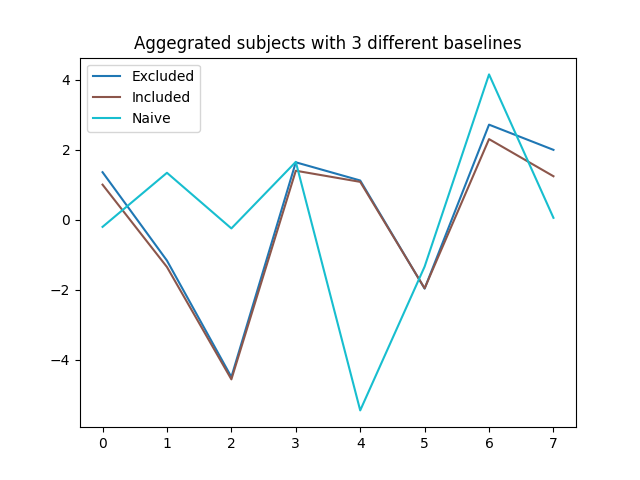 Aggegrated subjects with 3 different baselines
Excluded
Included
Naive
4
2
0
−2
−4
0 1 2 3 4 5 6 7